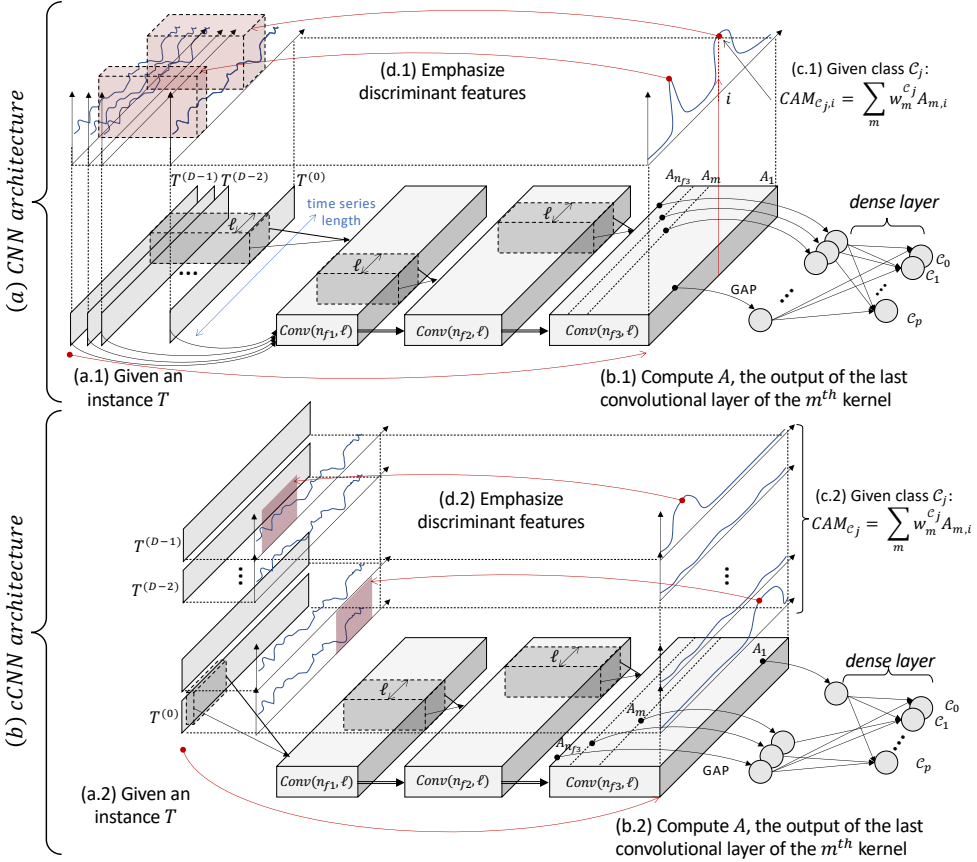 (a) CNN architecture
(d.1) Emphasize
discriminant features
(c.1) Given class 𝒞_j:
CAM_{𝒞_j,i} = ∑_m w_m^{𝒞_j} A_{m,i}
i
T^(D−1) T^(D−2) T^(0)
A_{n_f3} A_m A_1
time series
length
ℓ
ℓ
ℓ
...
dense layer
𝒞_0
𝒞_1
...
𝒞_p
GAP
...
Conv(n_f1, ℓ) Conv(n_f2, ℓ) Conv(n_f3, ℓ)
(a.1) Given an
instance T
(b.1) Compute A, the output of the last
convolutional layer of the m^th kernel
(b) cCNN architecture
(d.2) Emphasize
discriminant features
(c.2) Given class 𝒞_j:
CAM_{𝒞_j} = ∑_m w_m^{𝒞_j} A_{m,i}
T^(D−1)
T^(D−2)
...
...
T^(0)
ℓ
ℓ
A_1
A_m
A_{n_f3}
dense layer
𝒞_0
𝒞_1
...
𝒞_p
GAP
Conv(n_f1, ℓ) Conv(n_f2, ℓ) Conv(n_f3, ℓ)
(a.2) Given an
instance T
(b.2) Compute A, the output of the last
convolutional layer of the m^th kernel